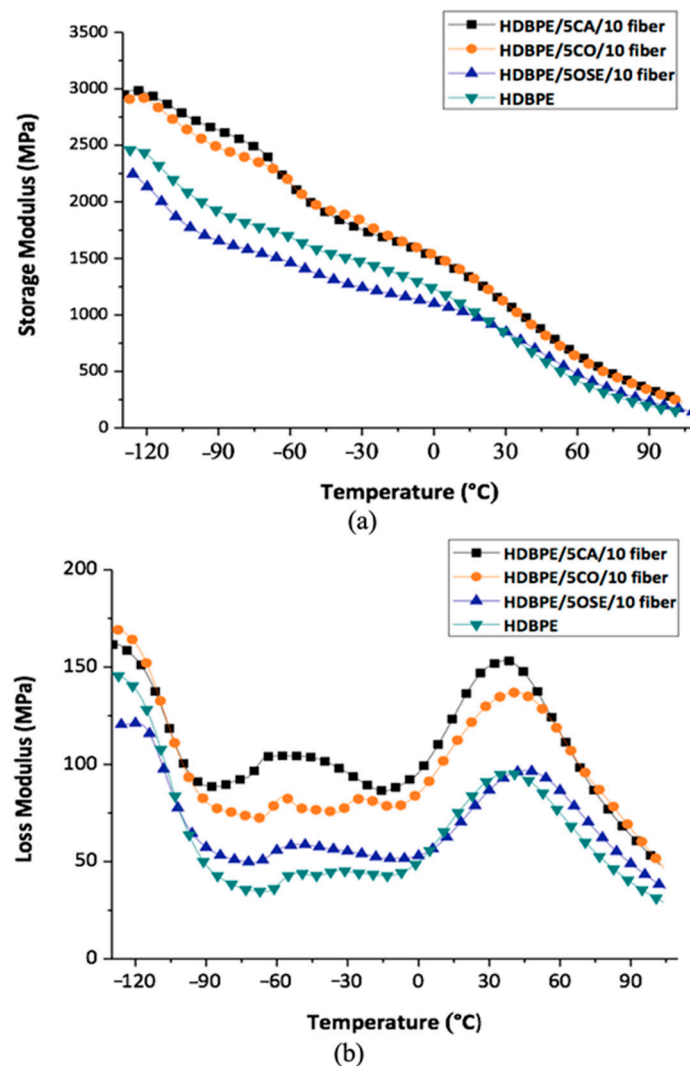 HDBPE/5CA/10 fiber
HDBPE/5CO/10 fiber
HDBPE/5OSE/10 fiber
HDBPE
Storage Modulus (MPa)
3500
3000
2500
2000
1500
1000
500
0
-120 -90 -60 -30 0 30 60 90
Temperature (°C)
(a)
HDBPE/5CA/10 fiber
HDBPE/5CO/10 fiber
HDBPE/5OSE/10 fiber
HDBPE
Loss Modulus (MPa)
200
150
100
50
0
-120 -90 -60 -30 0 30 60 90
Temperature (°C)
(b)